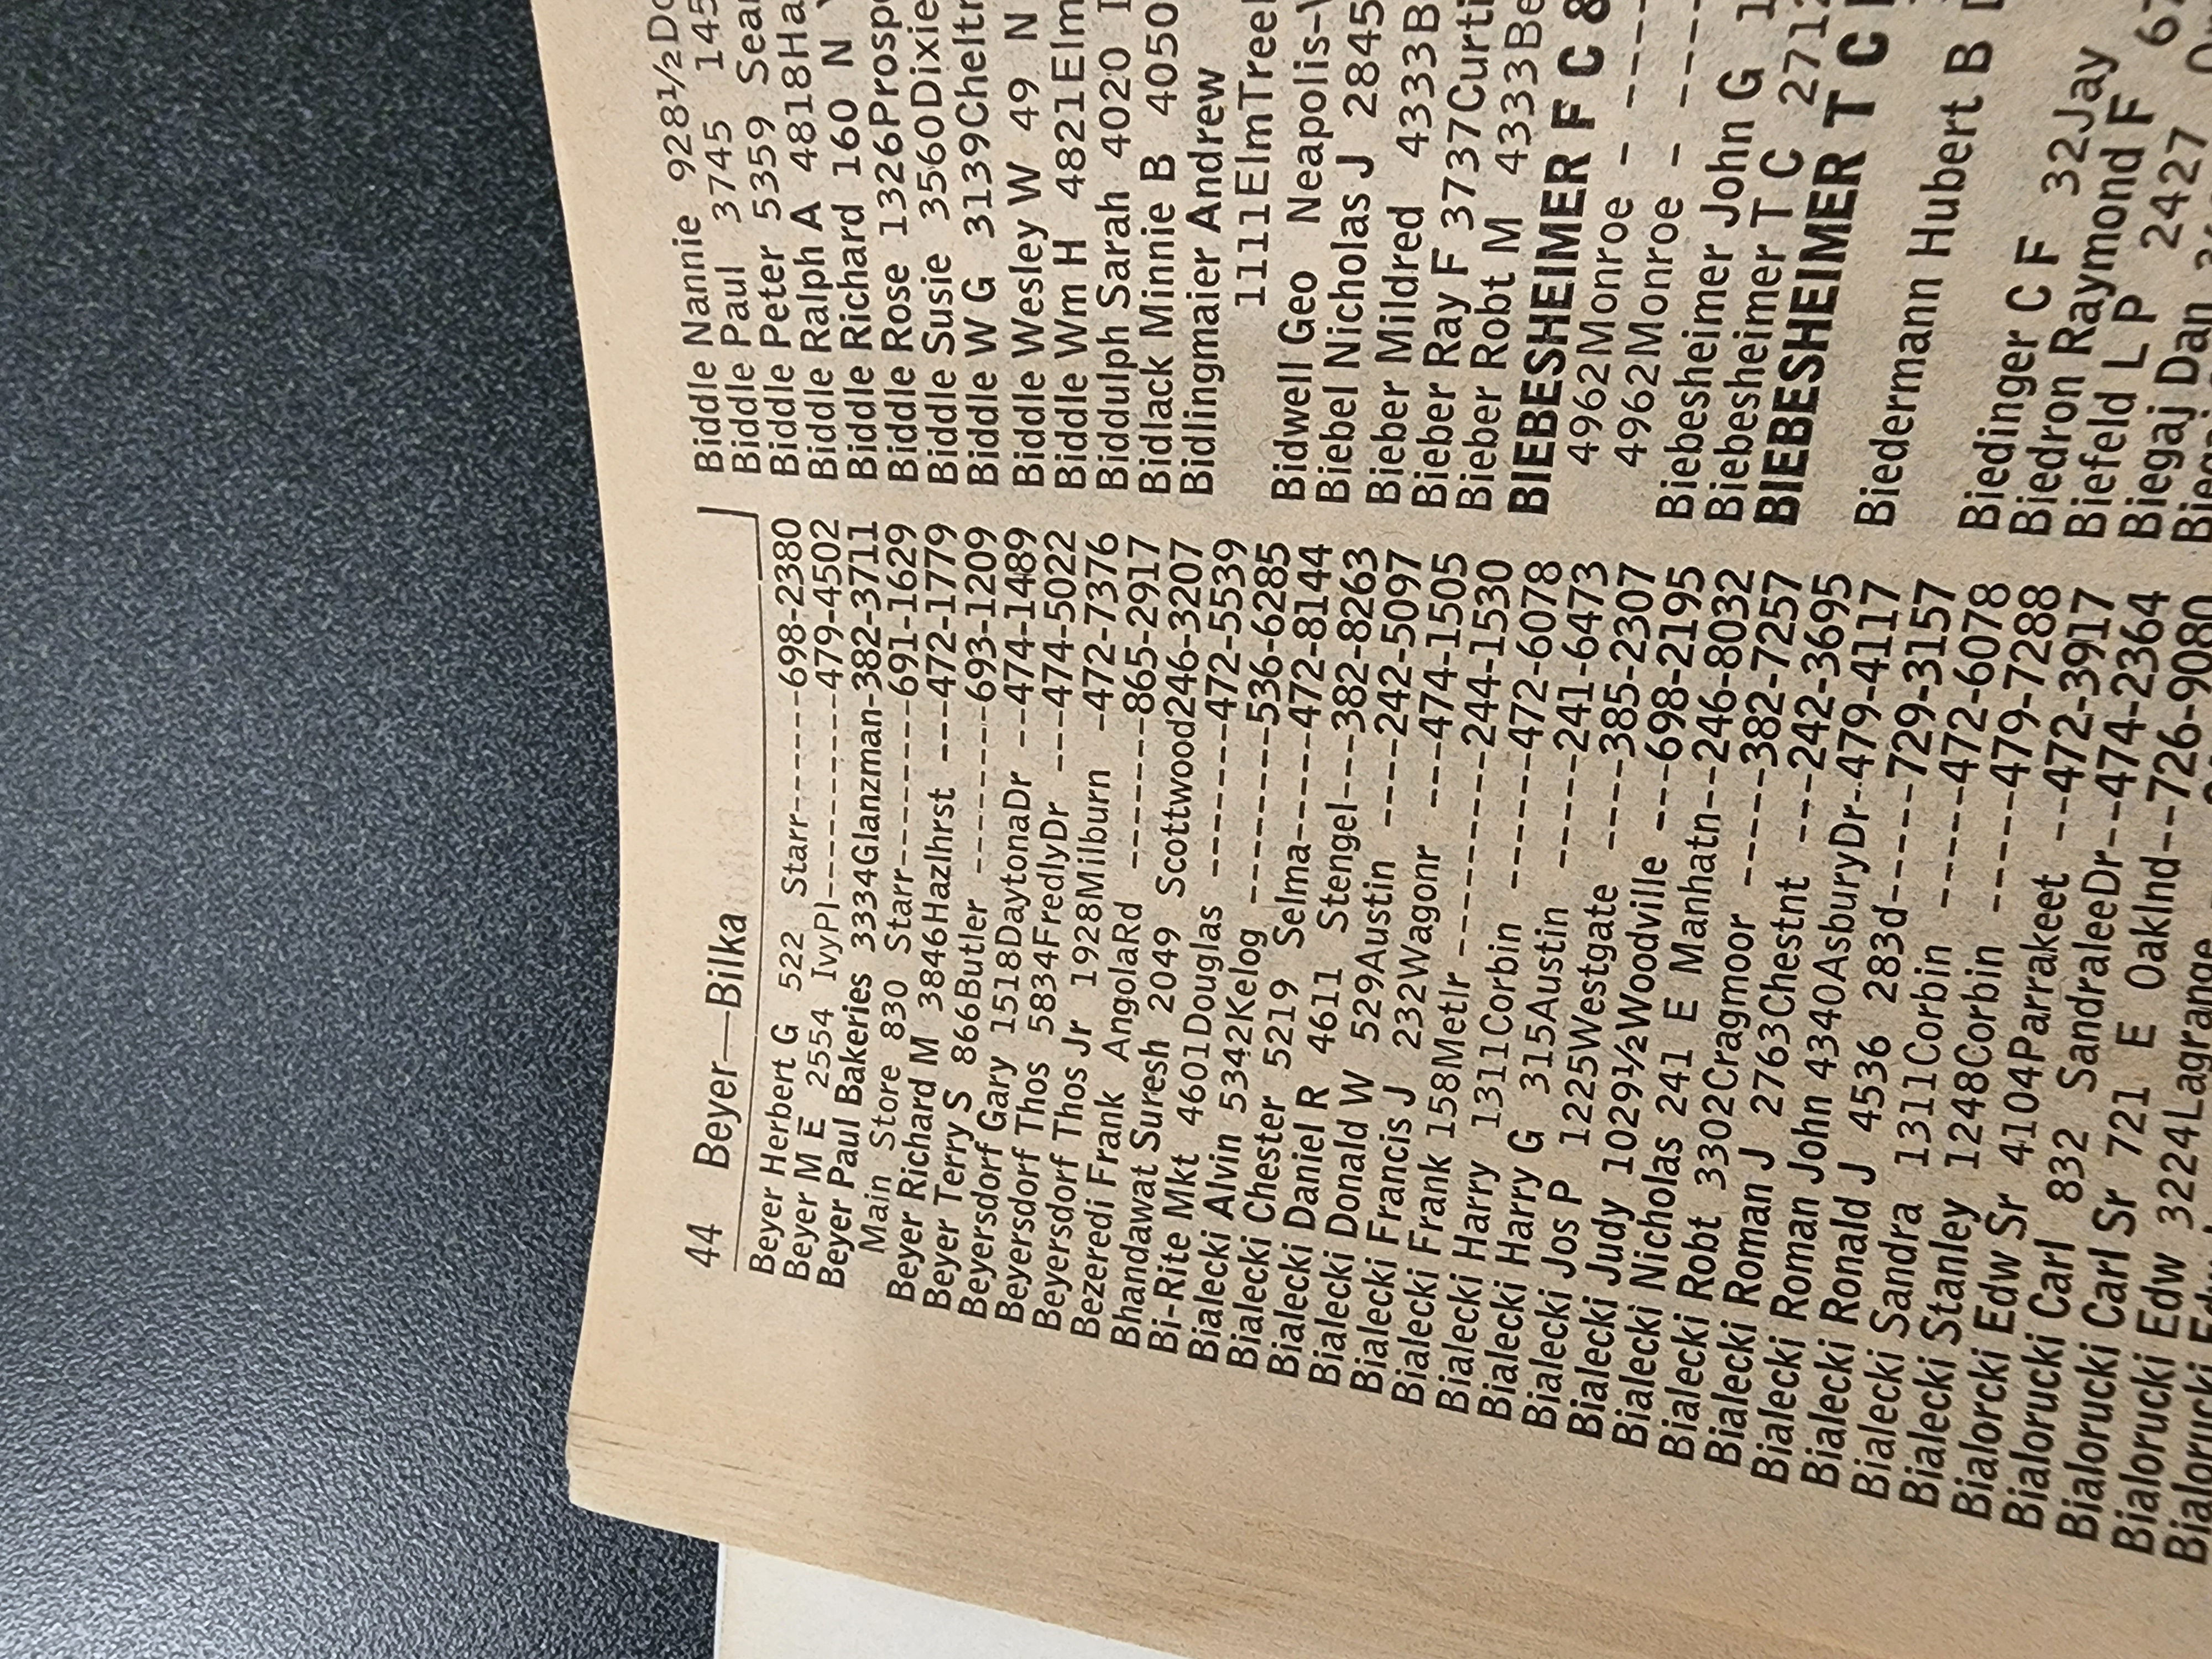 44 Beyer—Bilka
Beyer Herbert G 522 Starr-------698-2380
Beyer M E 2554 IvyPl----------479-4502
Beyer Paul Bakeries 3334Glanzman-382-3711
Main Store 830 Starr---------691-1629
Beyer Richard M 3846Hazlhrst ---472-1779
Beyer Terry S 866Butler --------693-1209
Beyersdorf Gary 1518DaytonaDr ---474-1489
Beyersdorf Thos 5834FredlyDr ----474-5022
Beyersdorf Thos Jr 1928Milburn -472-7376
Bezeredi Frank AngolaRd --------865-2917
Bhandawat Suresh 2049 Scottwood246-3207
Bi-Rite Mkt 4601Douglas -------472-5539
Bialecki Alvin 5342Kelog ---------536-6285
Bialecki Chester 5219 Selma-----472-8144
Bialecki Daniel R 4611 Stengel---382-8263
Bialecki Donald W 529Austin ----242-5097
Bialecki Francis J 232Wagonr ---474-1505
Bialecki Frank 158Metlr ----------244-1530
Bialecki Harry 1311Corbin ------472-6078
Bialecki Harry G 315Austin -----241-6473
Bialecki Jos P 1225Westgate ----385-2307
Bialecki Judy 1029½Woodville ---698-2195
Bialecki Nicholas 241 E Manhatn--246-8032
Bialecki Robt 3302Cragmoor -----382-7257
Bialecki Roman J 2763Chestnt ---242-3695
Bialecki Roman John 4340AsburyDr--479-4117
Bialecki Ronald J 4536 283d-----729-3157
Bialecki Sandra 1311Corbin -----472-6078
Bialecki Stanley 1248Corbin ------479-7288
Bialorcki Edw Sr 4104Parrakeet --472-3917
Bialorucki Carl 832 SandraleeDr--474-2364
Bialorucki Carl Sr 721 E Oaklnd--726-9080
Bialorucki Edw 3224Lagrange
Bialorucki
Biddle Nannie 928½
Biddle Paul 3745 145
Biddle Peter 5359
Biddle Ralph A 4818
Biddle Richard 160 N
Biddle Rose 1326
Biddle Susie 3560Dixie
Biddle W G 3139Cheltr
Biddle Wesley W 49 N
Biddle Wm H 4821Elm
Biddulph Sarah 4020
Bidlack Minnie B 4050
Bidlingmaier Andrew
1111ElmTree
Bidwell Geo Neapolis-
Biebel Nicholas J 2845
Bieber Mildred 4333B
Bieber Ray F 3737Curti
Bieber Robt M 4333Be
BIEBESHEIMER F C &
4962Monroe - ----
4962Monroe - ----
Biebesheimer John G 1
Biebesheimer T C 2712
BIEBESHEIMER T C
Biedermann Hubert B
Biedinger C F 32Jay
Biedron Raymond F 67
Biefeld L P 2427
Biegaj Dan